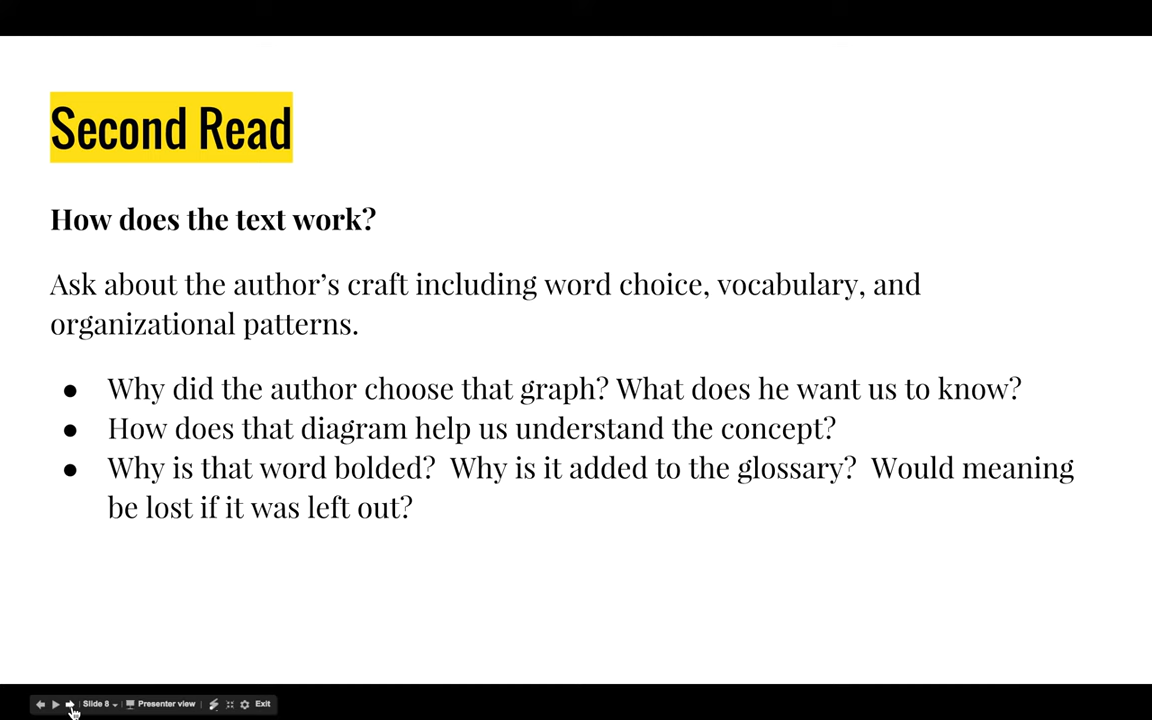 Second Read
How does the text work?
Ask about the author’s craft including word choice, vocabulary, and
organizational patterns.
● Why did the author choose that graph? What does he want us to know?
● How does that diagram help us understand the concept?
● Why is that word bolded?  Why is it added to the glossary?  Would meaning
be lost if it was left out?
Slide 8 Presenter view Exit